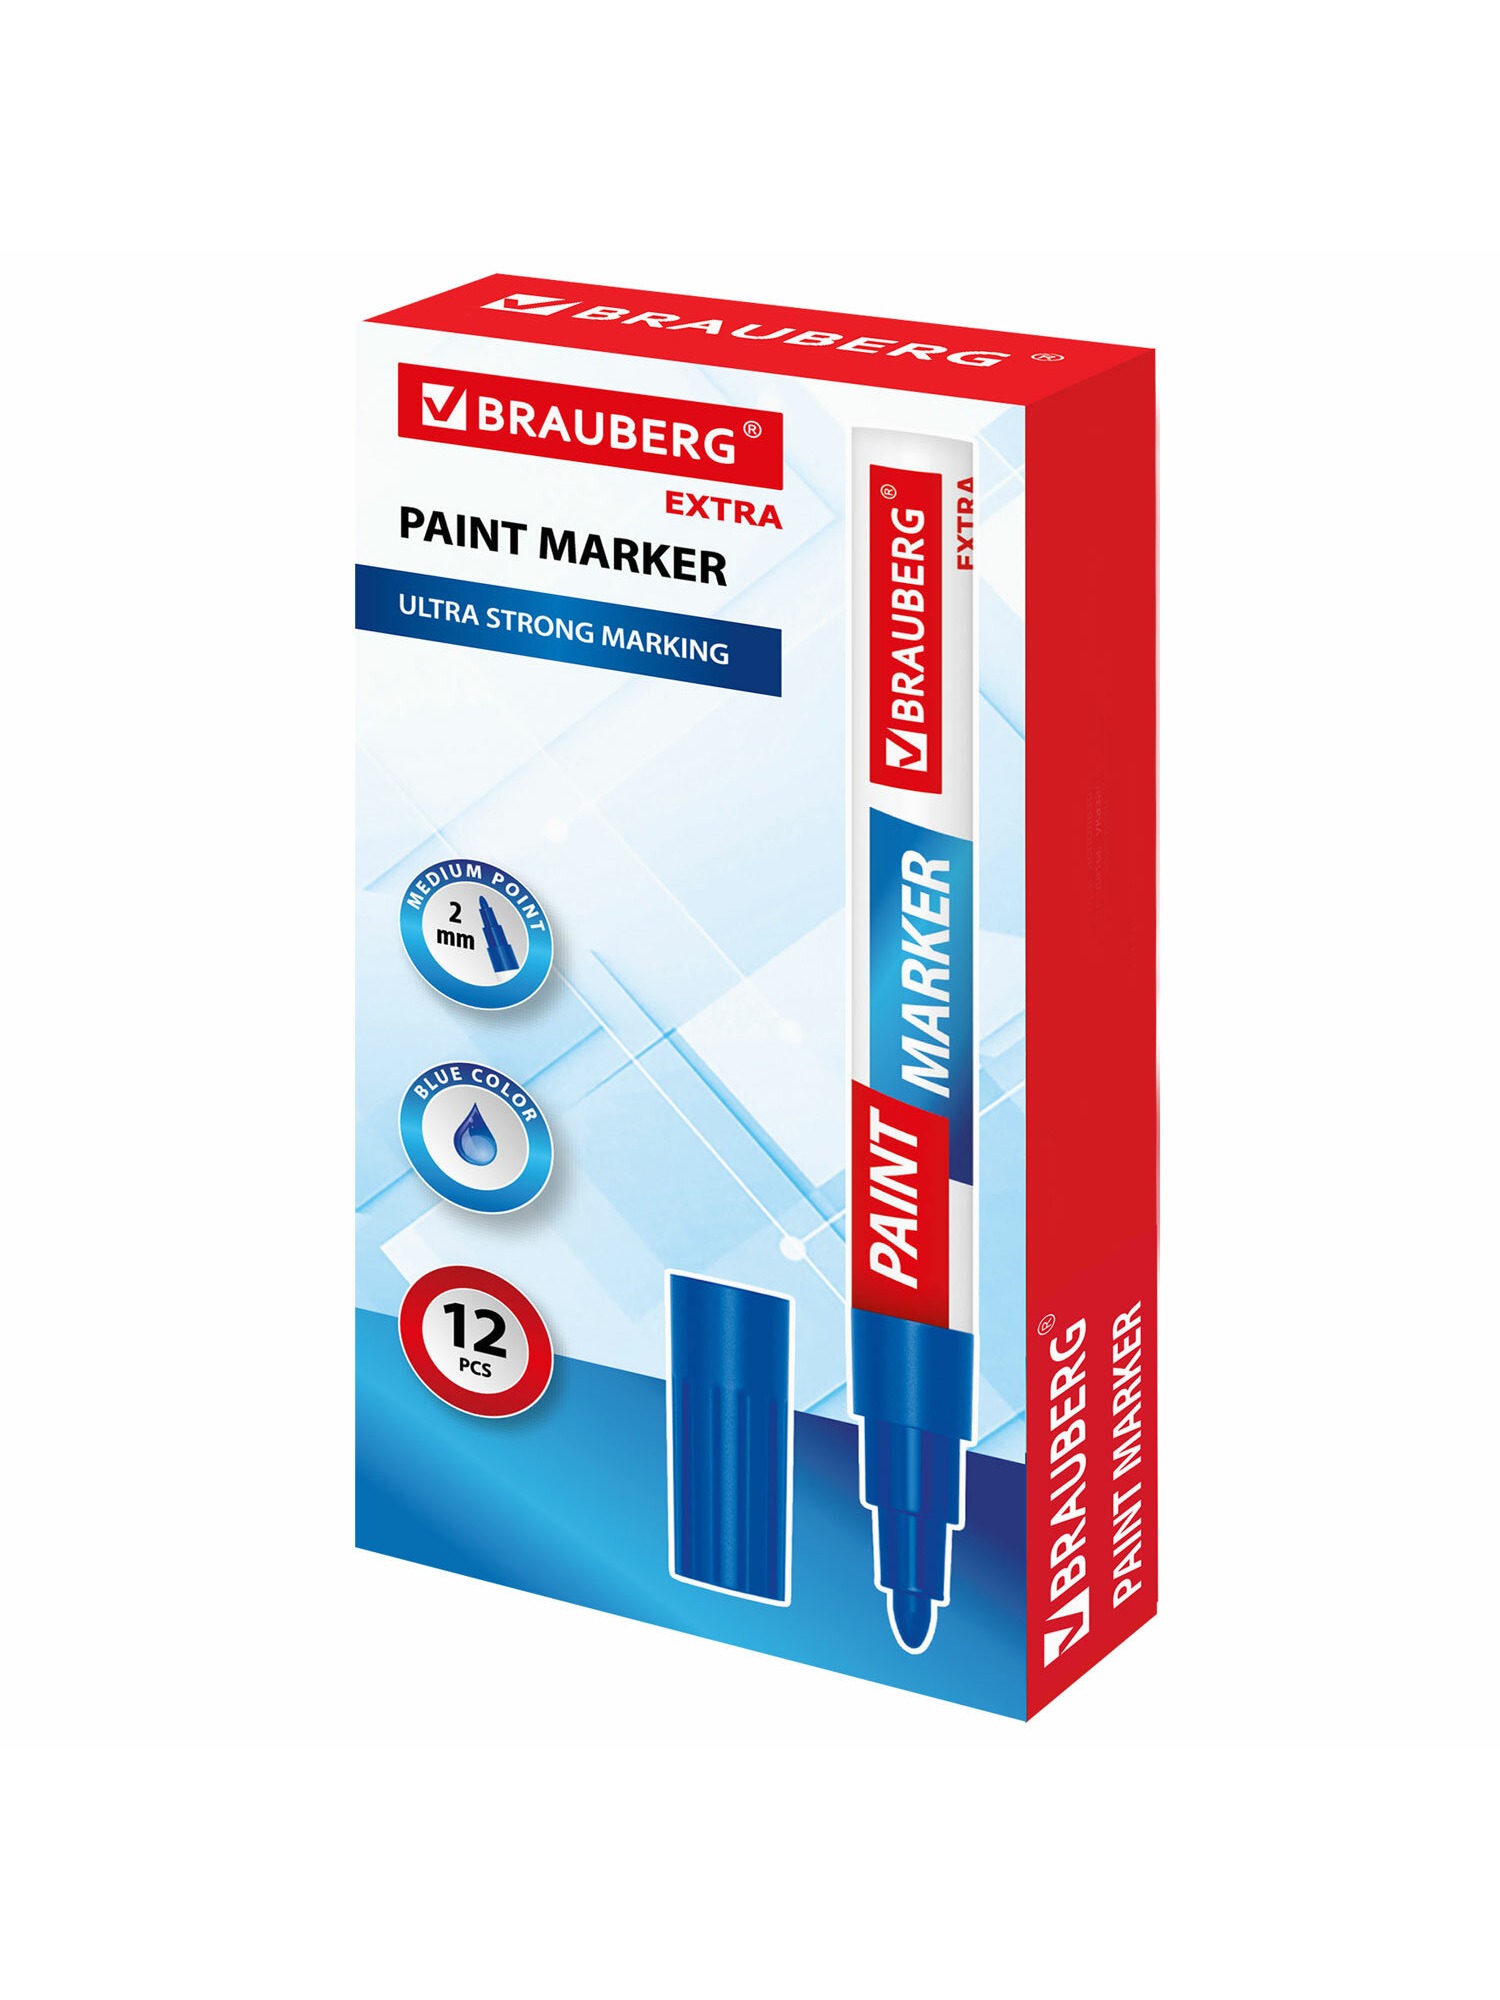 BRAUBERG ®
BRAUBERG®
EXTRA
PAINT MARKER
ULTRA STRONG MARKING
MEDIUM POINT
2
mm
BLUE COLOR
12
PCS
BRAUBERG®
EXTRA
PAINT MARKER
BRAUBERG®
PAINT MARKER